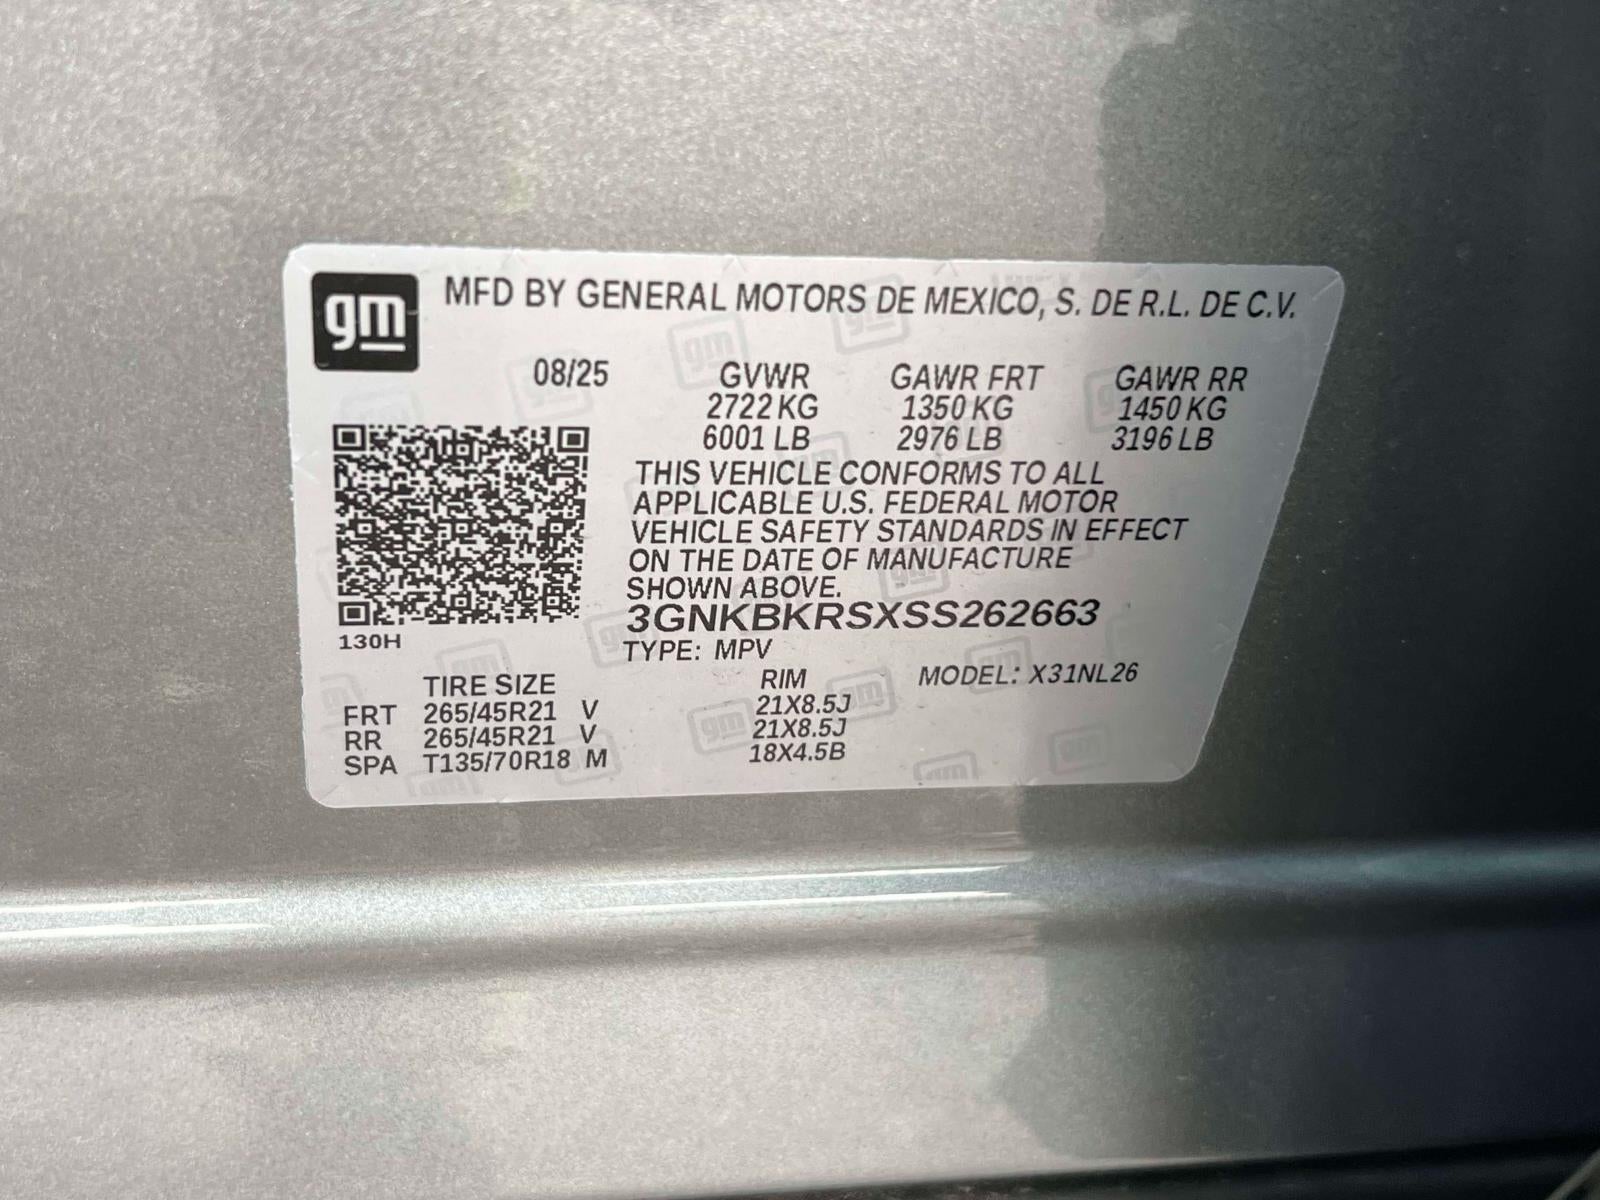 gm
MFD BY GENERAL MOTORS DE MEXICO, S. DE R.L. DE C.V.
08/25 GVWR GAWR FRT GAWR RR
2722 KG 1350 KG 1450 KG
6001 LB 2976 LB 3196 LB
THIS VEHICLE CONFORMS TO ALL
APPLICABLE U.S. FEDERAL MOTOR
VEHICLE SAFETY STANDARDS IN EFFECT
ON THE DATE OF MANUFACTURE
SHOWN ABOVE.
3GNKBKRSXSS262663
130H
TYPE: MPV
TIRE SIZE RIM MODEL: X31NL26
FRT 265/45R21 V 21X8.5J
RR 265/45R21 V 21X8.5J
SPA T135/70R18 M 18X4.5B